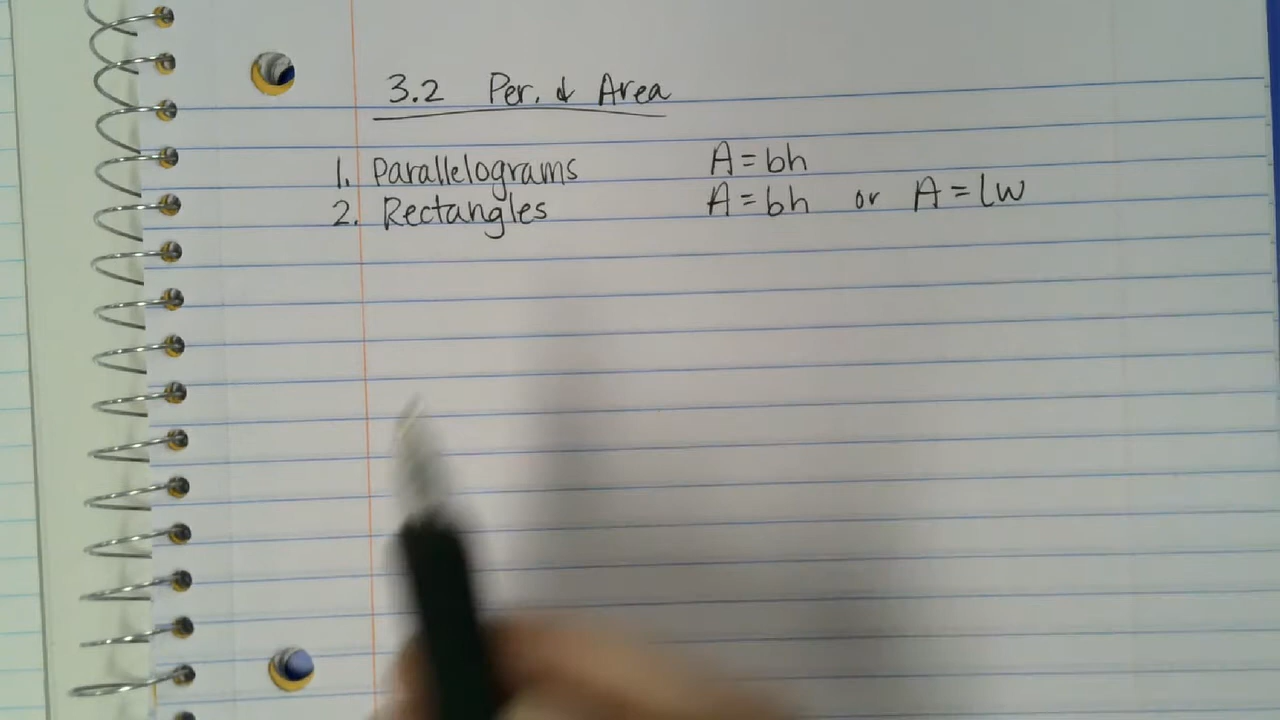 3.2 Per. & Area
1. Parallelograms A = bh
2. Rectangles A = bh or A = lw